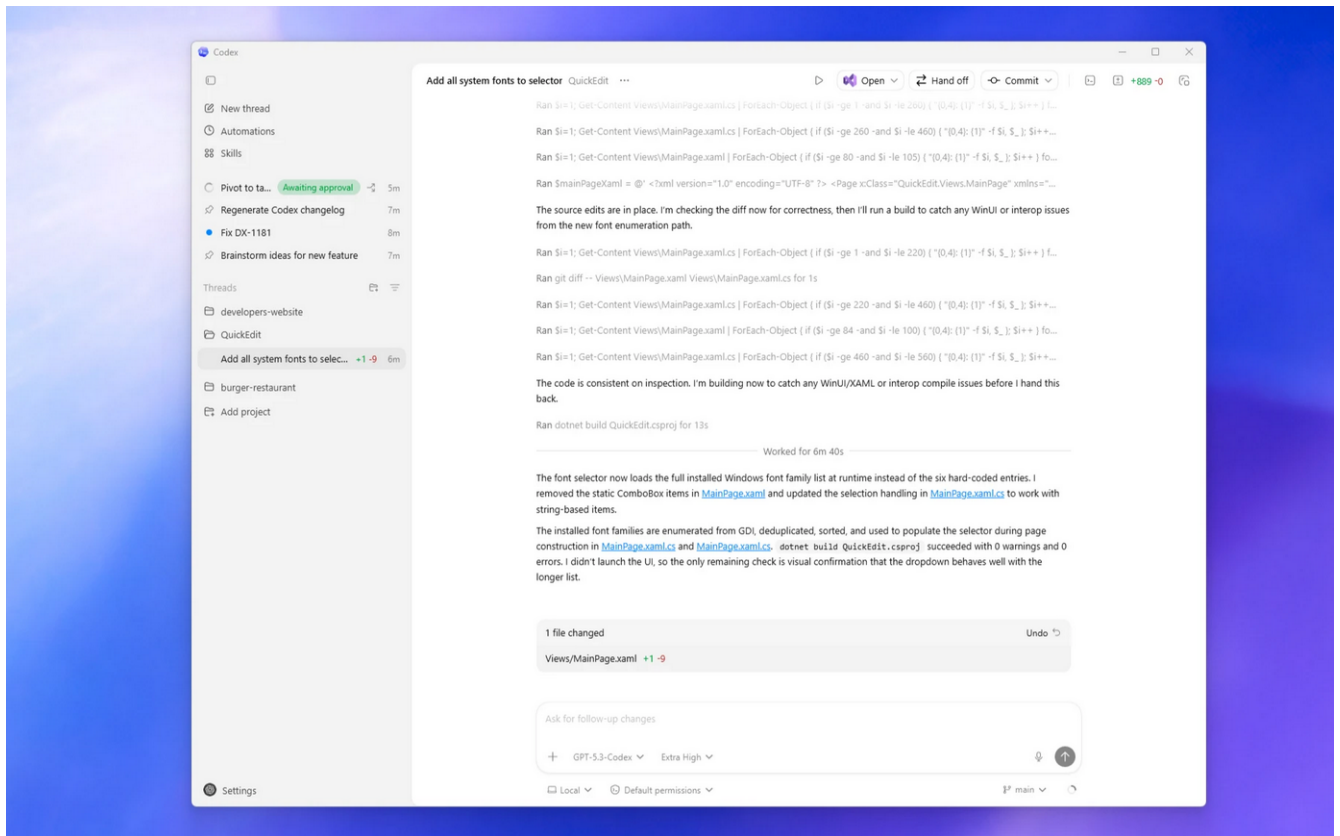 Codex
New thread
Automations
Skills
Pivot to ta... Awaiting approval 5m
Regenerate Codex changelog 7m
Fix DX-1181 8m
Brainstorm ideas for new feature 7m
Threads
developers-website
QuickEdit
Add all system fonts to selec... +1 -9 6m
burger-restaurant
Add project
Settings
Add all system fonts to selector QuickEdit ...
Open Hand off Commit +889 -0
Ran $i=1; Get-Content Views\MainPage.xaml.cs | ForEach-Object { if ($i -ge 1 -and $i -le 260) { "{0,4}: {1}" -f $i, $_ }; $i++ } f...
Ran $i=1; Get-Content Views\MainPage.xaml.cs | ForEach-Object { if ($i -ge 260 -and $i -le 460) { "{0,4}: {1}" -f $i, $_ }; $i++...
Ran $i=1; Get-Content Views\MainPage.xaml | ForEach-Object { if ($i -ge 80 -and $i -le 105) { "{0,4}: {1}" -f $i, $_ }; $i++ } fo...
Ran $mainPageXaml = @' <?xml version="1.0" encoding="UTF-8" ?> <Page x:Class="QuickEdit.Views.MainPage" xmlns="...
The source edits are in place. I'm checking the diff now for correctness, then I'll run a build to catch any WinUI or interop issues
from the new font enumeration path.
Ran $i=1; Get-Content Views\MainPage.xaml.cs | ForEach-Object { if ($i -ge 1 -and $i -le 220) { "{0,4}: {1}" -f $i, $_ }; $i++ } f...
Ran git diff -- Views\MainPage.xaml Views\MainPage.xaml.cs for 1s
Ran $i=1; Get-Content Views\MainPage.xaml.cs | ForEach-Object { if ($i -ge 220 -and $i -le 460) { "{0,4}: {1}" -f $i, $_ }; $i++...
Ran $i=1; Get-Content Views\MainPage.xaml | ForEach-Object { if ($i -ge 84 -and $i -le 100) { "{0,4}: {1}" -f $i, $_ }; $i++ } fo...
Ran $i=1; Get-Content Views\MainPage.xaml.cs | ForEach-Object { if ($i -ge 460 -and $i -le 560) { "{0,4}: {1}" -f $i, $_ }; $i++...
The code is consistent on inspection. I'm building now to catch any WinUI/XAML or interop compile issues before I hand this
back.
Ran dotnet build QuickEdit.csproj for 13s
Worked for 6m 40s
The font selector now loads the full installed Windows font family list at runtime instead of the six hard-coded entries. I
removed the static ComboBox items in MainPage.xaml and updated the selection handling in MainPage.xaml.cs to work with
string-based items.
The installed font families are enumerated from GDI, deduplicated, sorted, and used to populate the selector during page
construction in MainPage.xaml.cs and MainPage.xaml.cs. dotnet build QuickEdit.csproj succeeded with 0 warnings and 0
errors. I didn't launch the UI, so the only remaining check is visual confirmation that the dropdown behaves well with the
longer list.
1 file changed Undo
Views/MainPage.xaml +1 -9
Ask for follow-up changes
GPT-5.3-Codex Extra High
Local Default permissions main